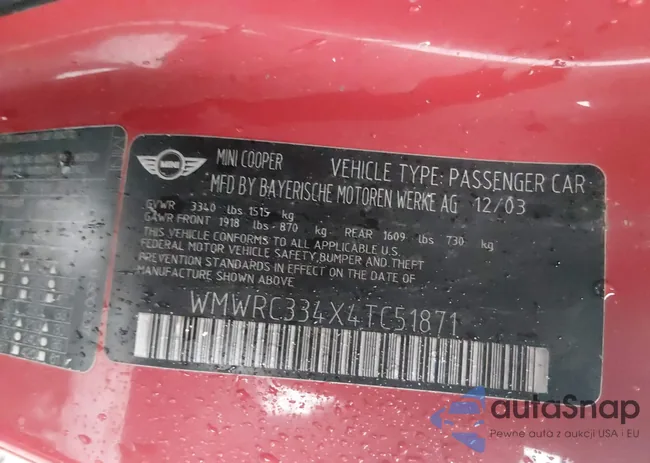 MINI
MINI COOPER VEHICLE TYPE: PASSENGER CAR
MFD BY BAYERISCHE MOTOREN WERKE AG 12/03
GVWR 3340 lbs 1515 kg
GAWR FRONT 1918 lbs- 870 kg REAR 1609 lbs 730 kg
THIS VEHICLE CONFORMS TO ALL APPLICABLE U.S.
FEDERAL MOTOR VEHICLE SAFETY,BUMPER AND THEFT
PREVENTION STANDARDS IN EFFECT ON THE DATE OF
MANUFACTURE SHOWN ABOVE
WMWRC334X4TC51871
autaSnap
Pewne auta z aukcji USA i EU